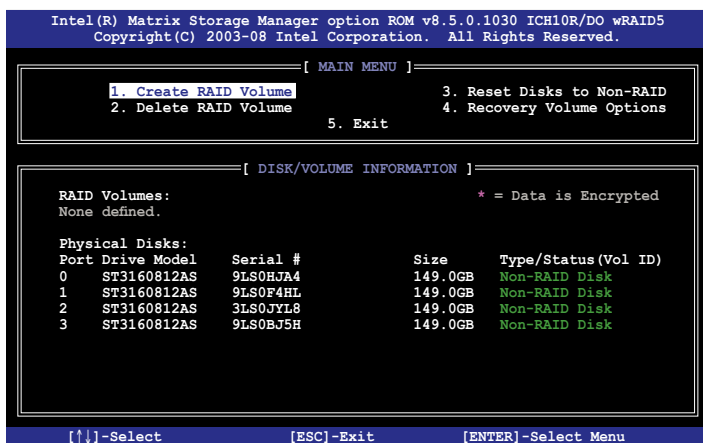 Intel(R) Matrix Storage Manager option ROM v8.5.0.1030 ICH10R/DO wRAID5
Copyright(C) 2003-08 Intel Corporation. All Rights Reserved.
[ MAIN MENU ]
1. Create RAID Volume 3. Reset Disks to Non-RAID
2. Delete RAID Volume 4. Recovery Volume Options
5. Exit
[ DISK/VOLUME INFORMATION ]
RAID Volumes: * = Data is Encrypted
None defined.
Physical Disks:
Port Drive Model Serial # Size Type/Status(Vol ID)
0 ST3160812AS 9LS0HJA4 149.0GB Non-RAID Disk
1 ST3160812AS 9LS0F4HL 149.0GB Non-RAID Disk
2 ST3160812AS 3LS0JYL8 149.0GB Non-RAID Disk
3 ST3160812AS 9LS0BJ5H 149.0GB Non-RAID Disk
[↑↓]-Select [ESC]-Exit [ENTER]-Select Menu